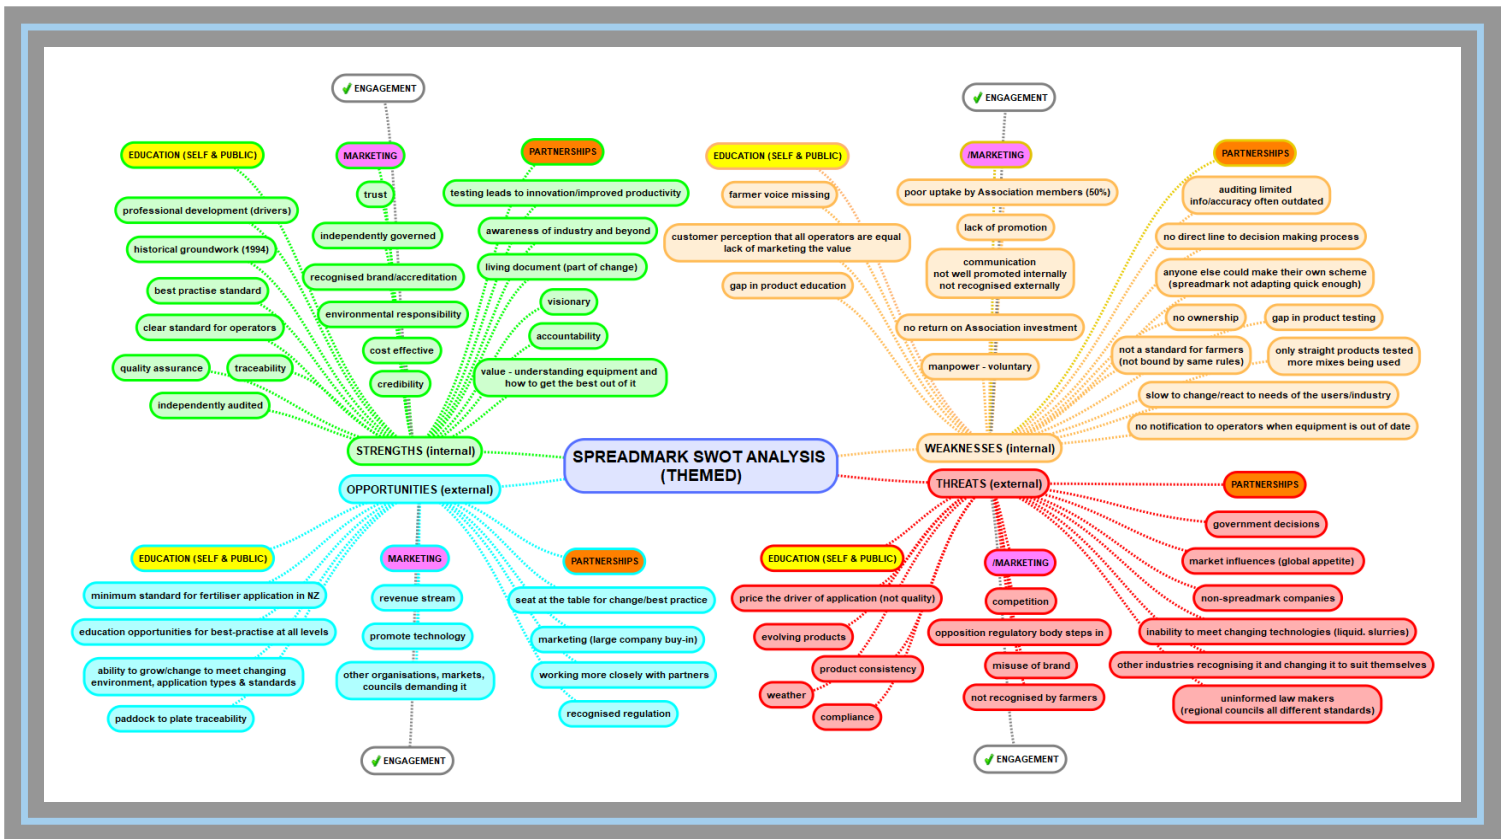 ENGAGEMENT
EDUCATION (SELF & PUBLIC)
MARKETING
PARTNERSHIPS
professional development (drivers)
historical groundwork (1994)
best practise standard
clear standard for operators
quality assurance
traceability
independently audited
trust
independently governed
recognised brand/accreditation
environmental responsibility
cost effective
credibility
testing leads to innovation/improved productivity
awareness of industry and beyond
living document (part of change)
visionary
accountability
value - understanding equipment and
how to get the best out of it
STRENGTHS (internal)
ENGAGEMENT
EDUCATION (SELF & PUBLIC)
/MARKETING
PARTNERSHIPS
farmer voice missing
customer perception that all operators are equal
lack of marketing the value
gap in product education
poor uptake by Association members (50%)
lack of promotion
communication
not well promoted internally
not recognised externally
no return on Association investment
manpower - voluntary
auditing limited
info/accuracy often outdated
no direct line to decision making process
anyone else could make their own scheme
(spreadmark not adapting quick enough)
no ownership
gap in product testing
not a standard for farmers
(not bound by same rules)
only straight products tested
more mixes being used
slow to change/react to needs of the users/industry
no notification to operators when equipment is out of date
WEAKNESSES (internal)
SPREADMARK SWOT ANALYSIS
(THEMED)
OPPORTUNITIES (external)
EDUCATION (SELF & PUBLIC)
MARKETING
PARTNERSHIPS
minimum standard for fertiliser application in NZ
education opportunities for best-practise at all levels
ability to grow/change to meet changing
environment, application types & standards
paddock to plate traceability
revenue stream
promote technology
other organisations, markets,
councils demanding it
seat at the table for change/best practice
marketing (large company buy-in)
working more closely with partners
recognised regulation
ENGAGEMENT
THREATS (external)
PARTNERSHIPS
EDUCATION (SELF & PUBLIC)
/MARKETING
price the driver of application (not quality)
evolving products
product consistency
weather
compliance
competition
opposition regulatory body steps in
misuse of brand
not recognised by farmers
government decisions
market influences (global appetite)
non-spreadmark companies
inability to meet changing technologies (liquid. slurries)
other industries recognising it and changing it to suit themselves
uninformed law makers
(regional councils all different standards)
ENGAGEMENT